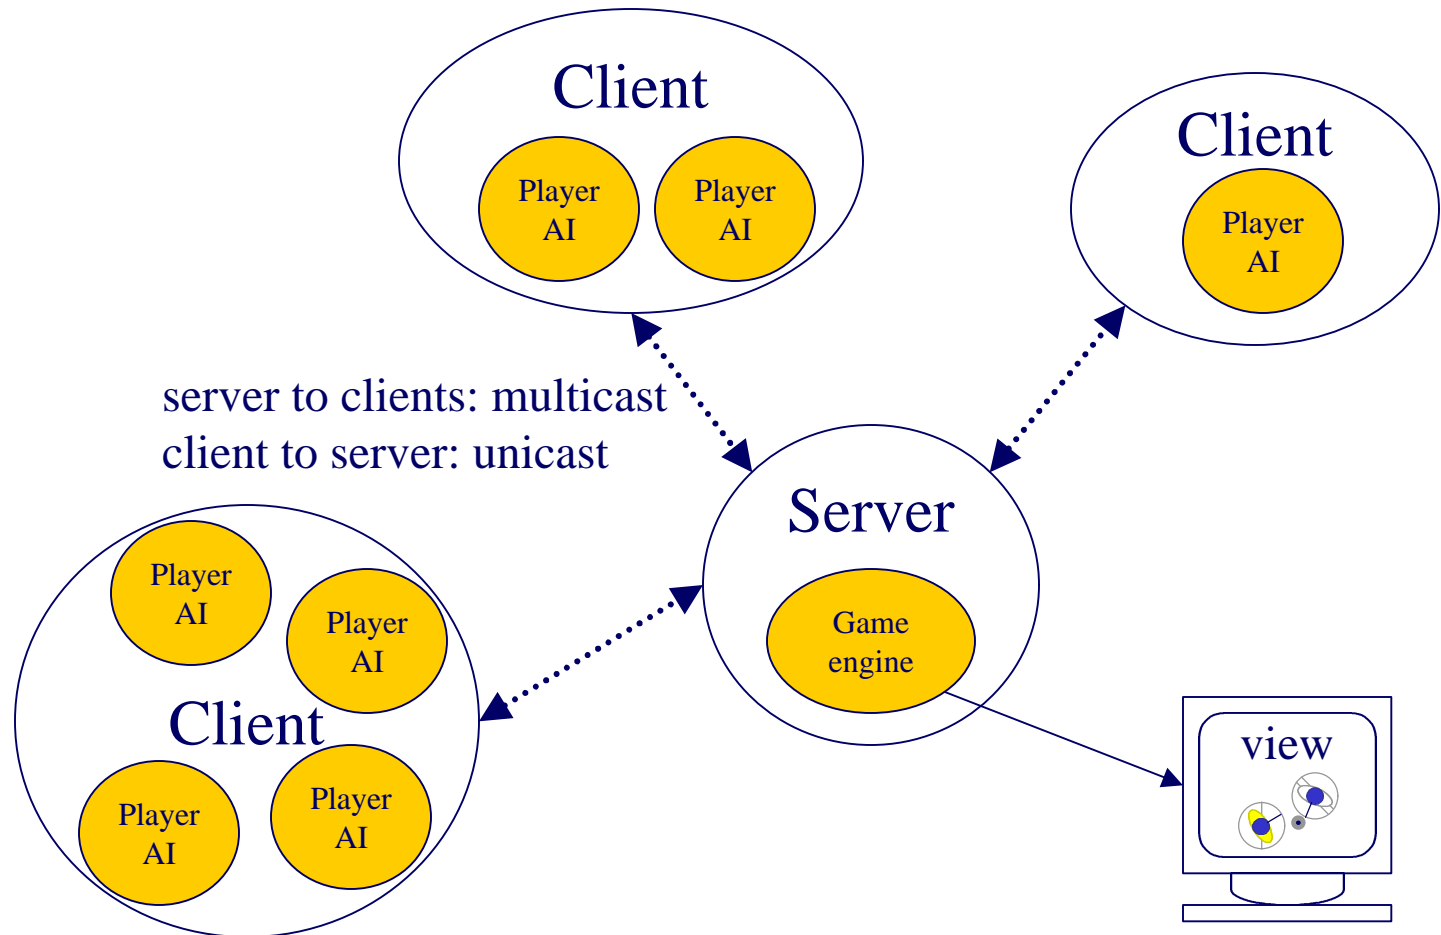 Client
Player
AI
Player
AI
Client
Player
AI
server to clients: multicast
client to server: unicast
Server
Game
engine
Client
Player
AI
Player
AI
Player
AI
Player
AI
view